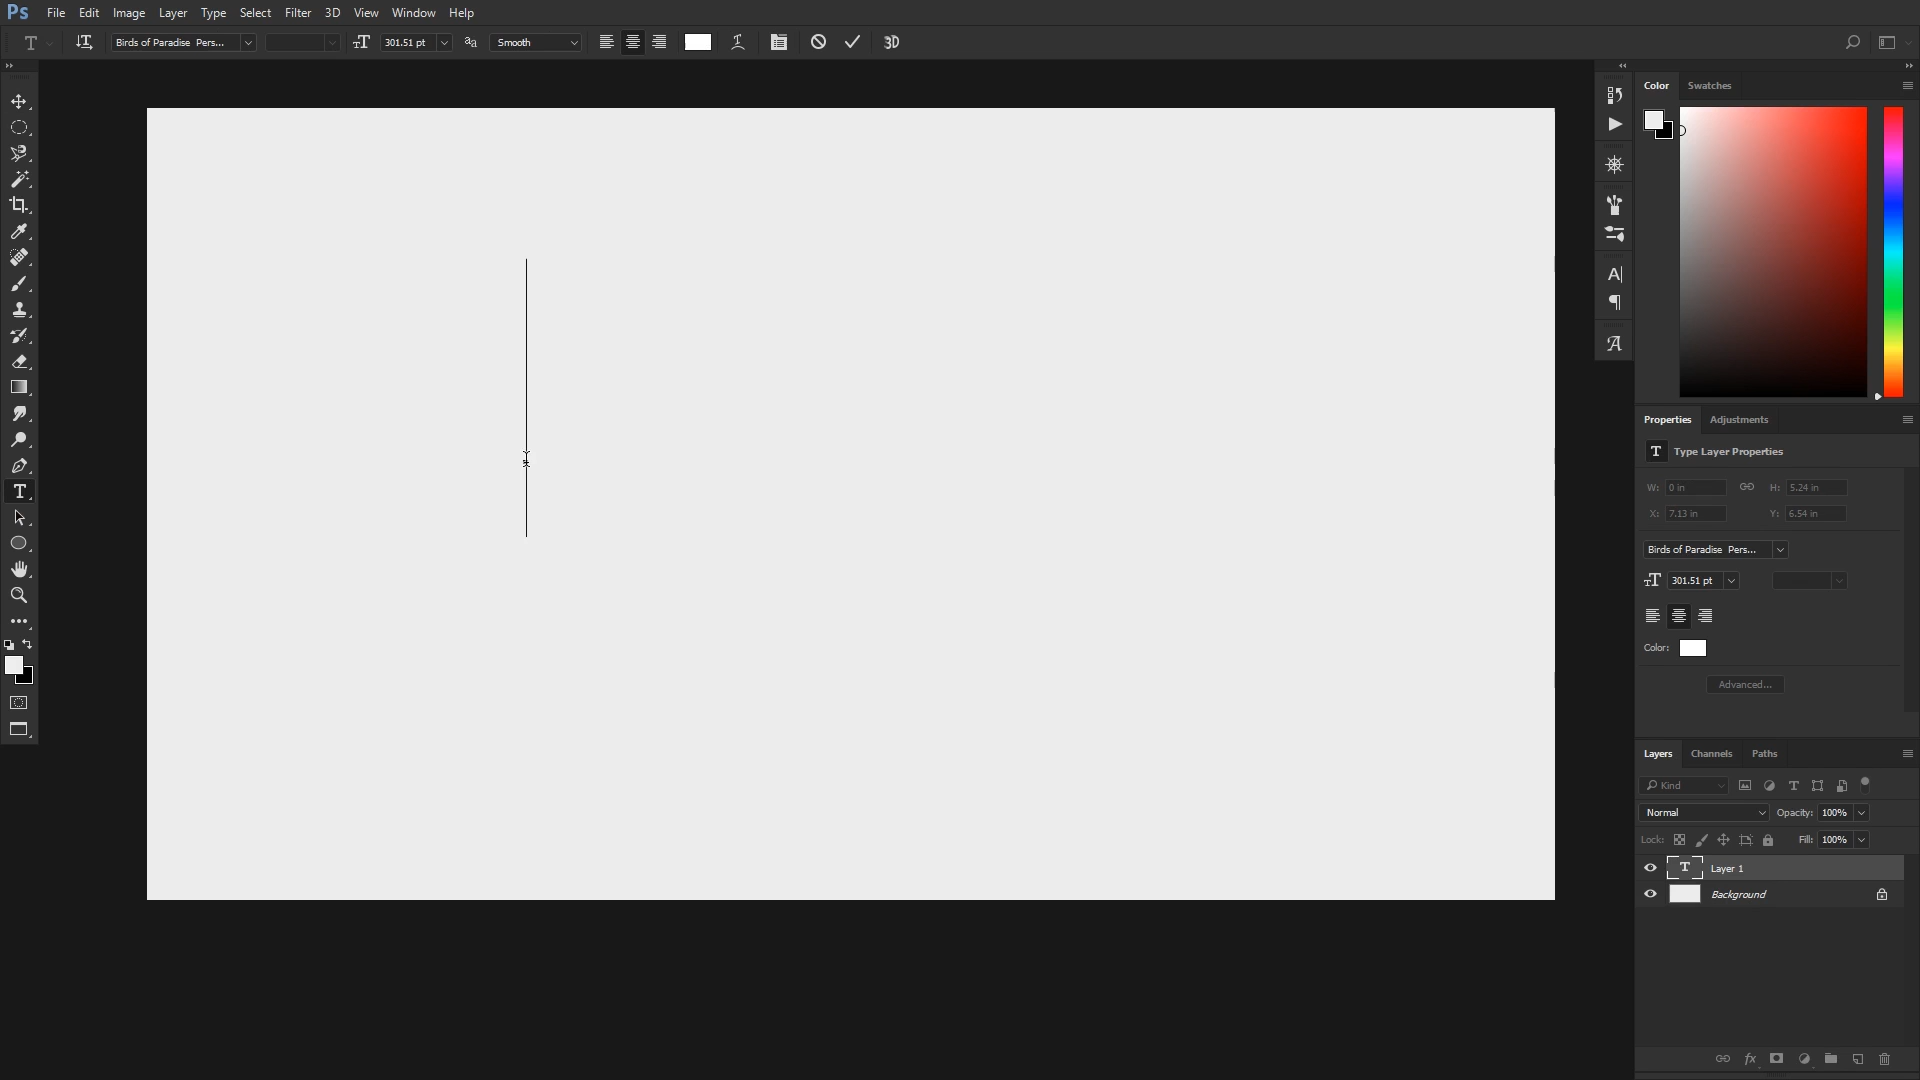 Ps File Edit Image Layer Type Select Filter 3D View Window Help
Birds of Paradise Pers... 301.51 pt aa Smooth 3D
Color Swatches
Properties Adjustments
T Type Layer Properties
W: 0 in H: 5.24 in
X: 7.13 in Y: 6.54 in
Birds of Paradise Pers...
301.51 pt
Color:
Advanced...
Layers Channels Paths
Kind
Normal Opacity: 100%
Lock: Fill: 100%
T Layer 1
Background
fx